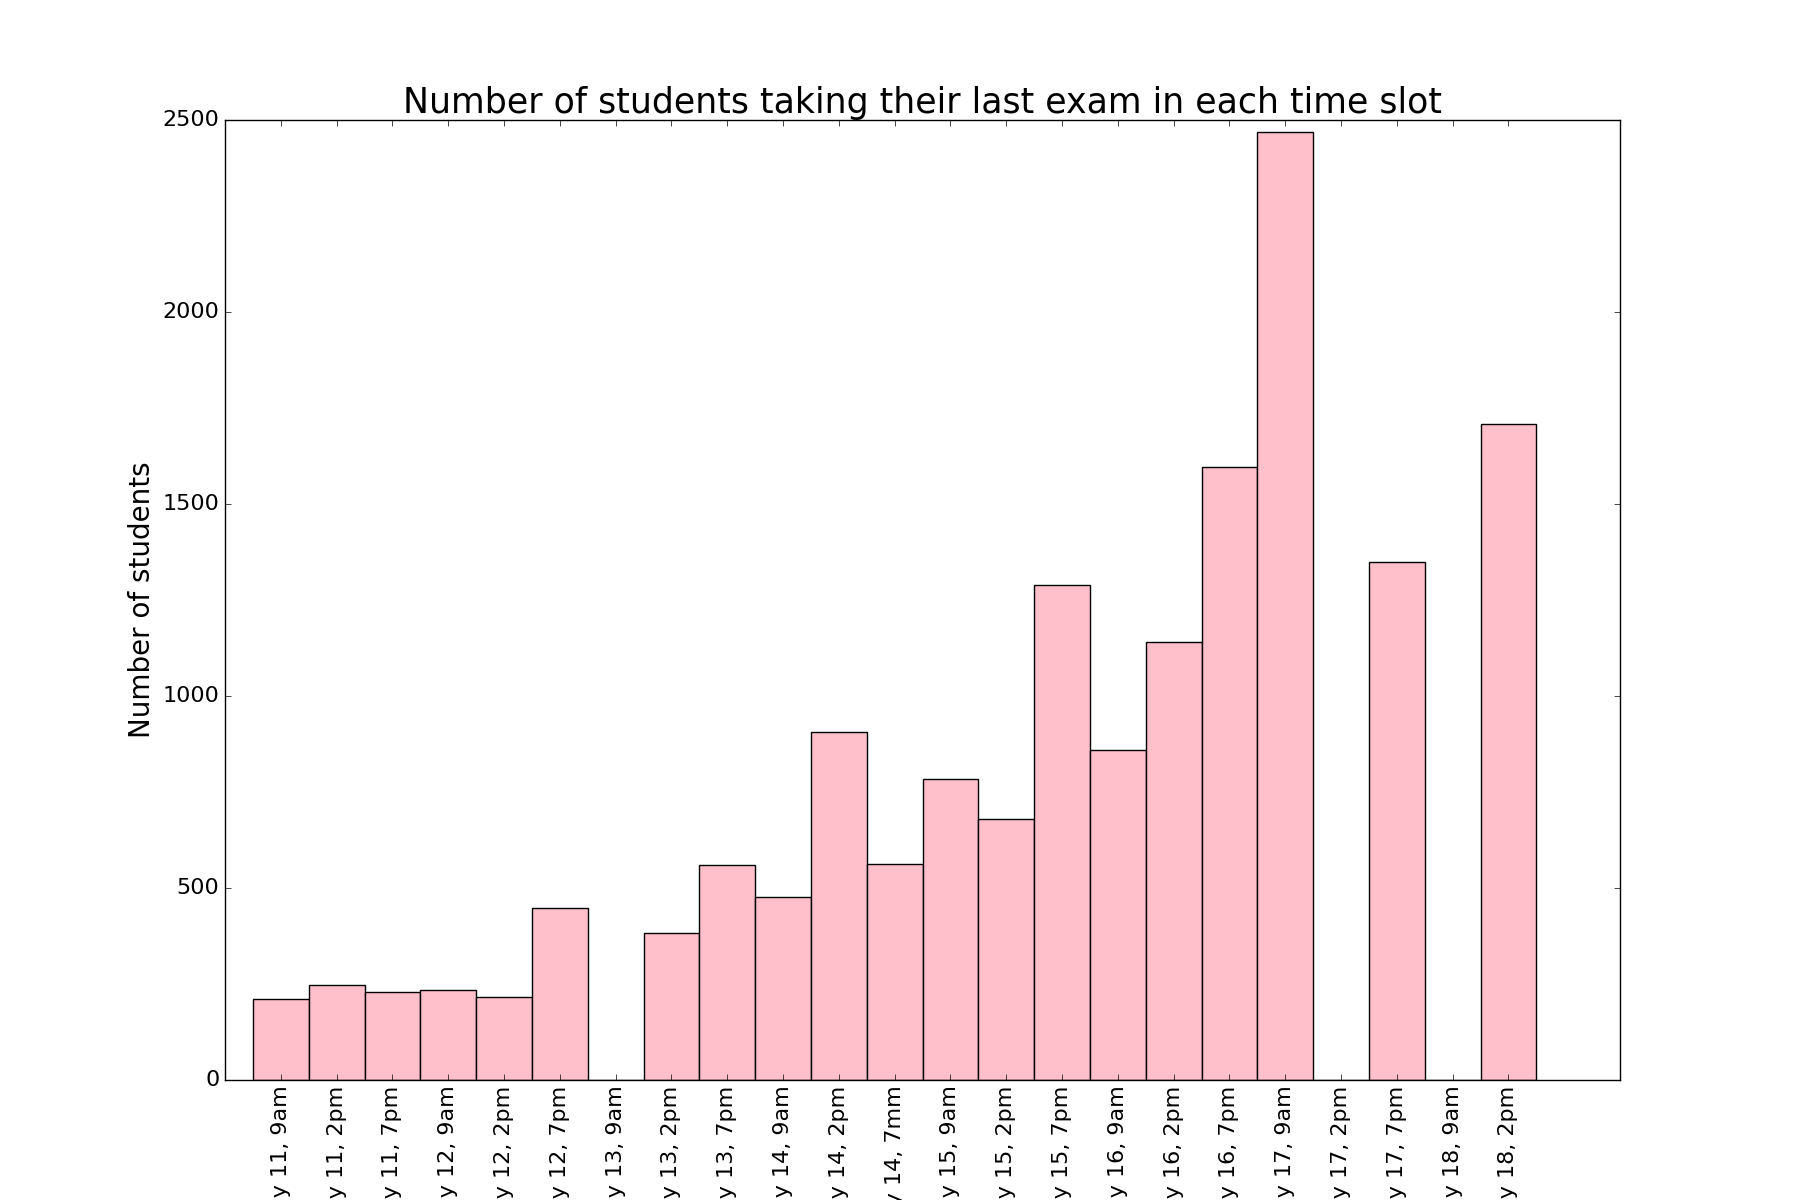 Number of students taking their last exam in each time slot
Number of students
2500
2000
1500
1000
500
0
y 11, 9am
y 11, 2pm
y 11, 7pm
y 12, 9am
y 12, 2pm
y 12, 7pm
y 13, 9am
y 13, 2pm
y 13, 7pm
y 14, 9am
y 14, 2pm
y 14, 7mm
y 15, 9am
y 15, 2pm
y 15, 7pm
y 16, 9am
y 16, 2pm
y 16, 7pm
y 17, 9am
y 17, 2pm
y 17, 7pm
y 18, 9am
y 18, 2pm